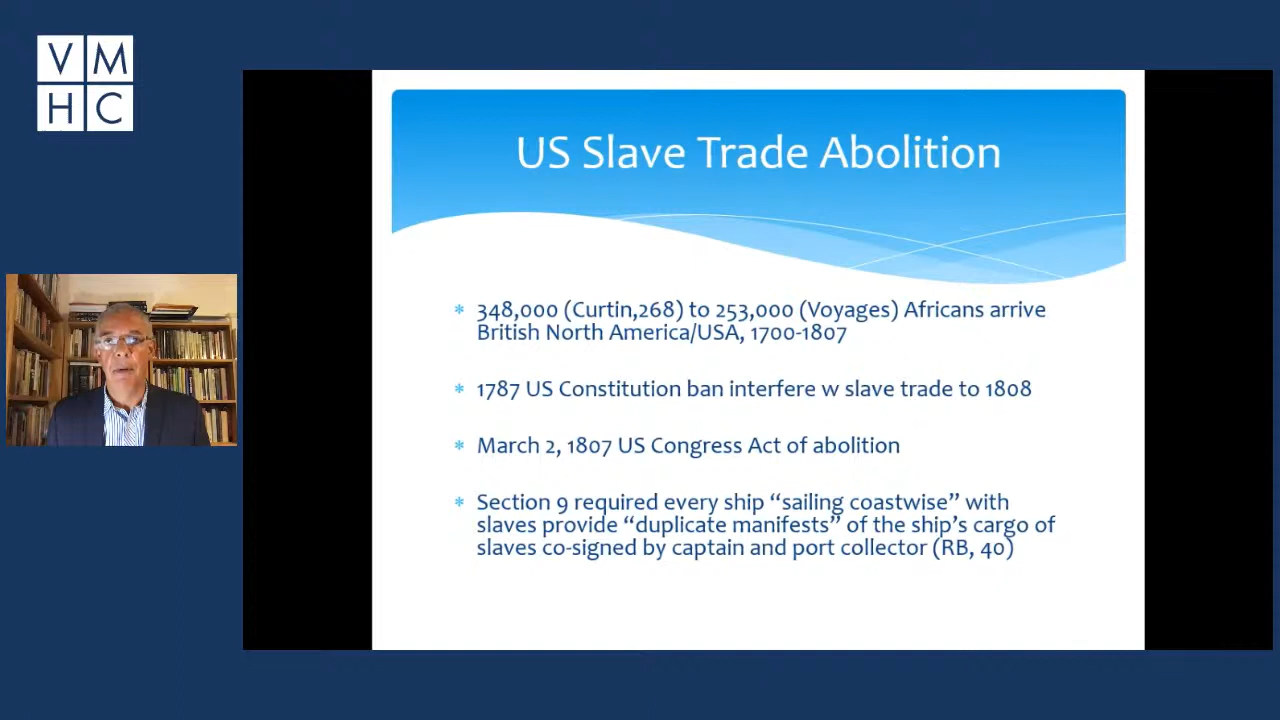 V M
H C
US Slave Trade Abolition
* 348,000 (Curtin,268) to 253,000 (Voyages) Africans arrive
British North America/USA, 1700-1807
* 1787 US Constitution ban interfere w slave trade to 1808
* March 2, 1807 US Congress Act of abolition
* Section 9 required every ship “sailing coastwise” with
slaves provide “duplicate manifests” of the ship’s cargo of
slaves co-signed by captain and port collector (RB, 40)